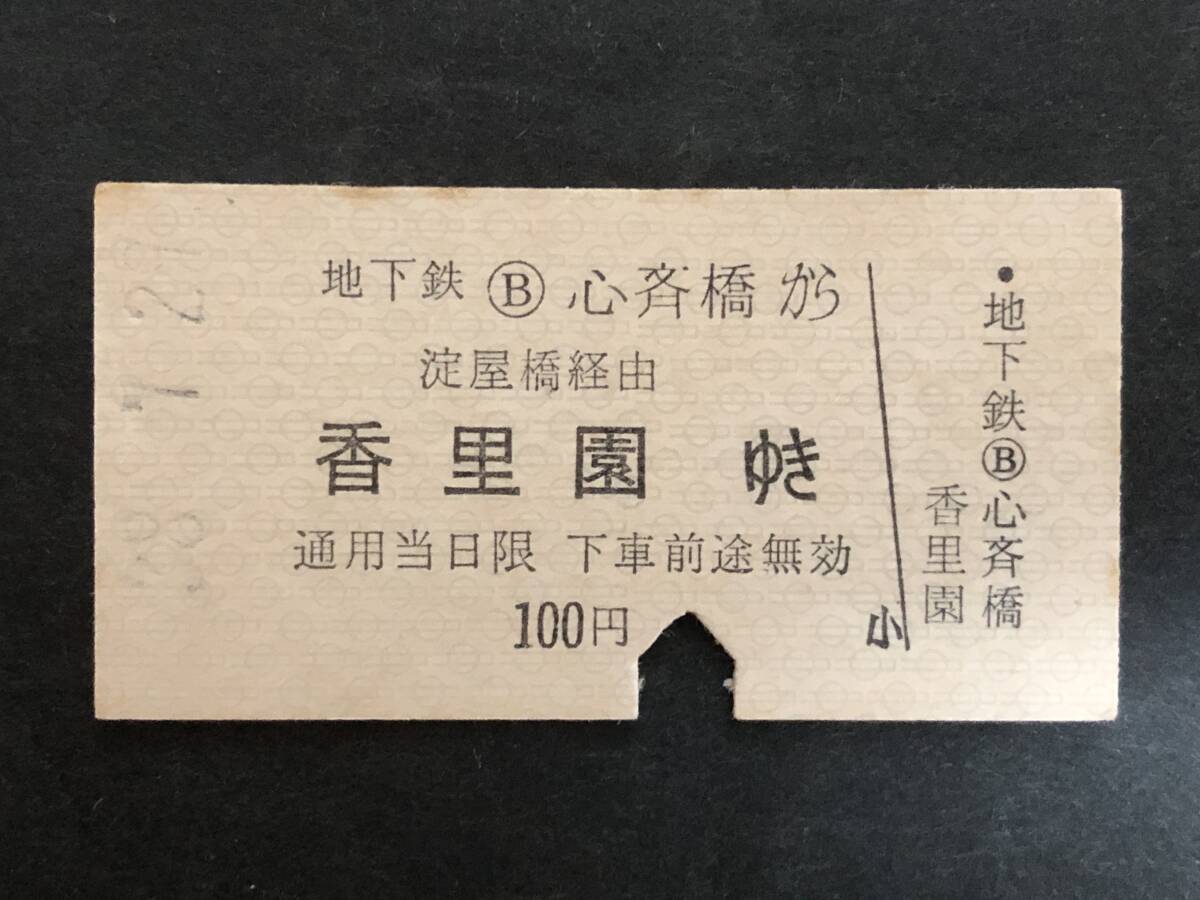 地下鉄 Ⓑ 心斉橋から
淀屋橋経由
香里園 ゆき
通用当日限 下車前途無効
100円
小
・地下鉄Ⓑ心斉橋
香里園